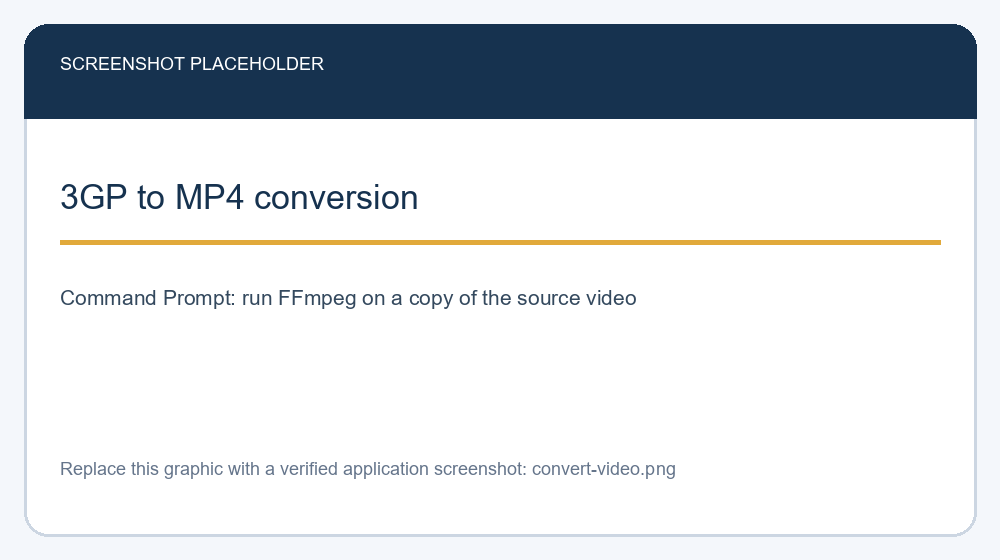 SCREENSHOT PLACEHOLDER
3GP to MP4 conversion
Command Prompt: run FFmpeg on a copy of the source video
Replace this graphic with a verified application screenshot: convert-video.png